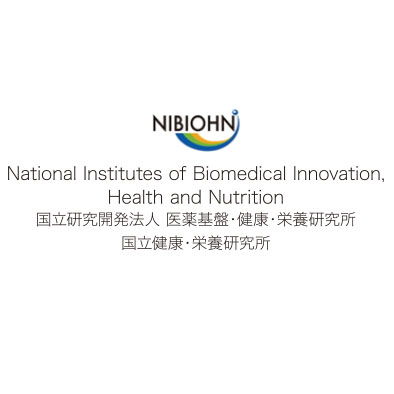 NIBIOHN
National Institutes of Biomedical Innovation,
Health and Nutrition
国立研究開発法人 医薬基盤・健康・栄養研究所
国立健康・栄養研究所